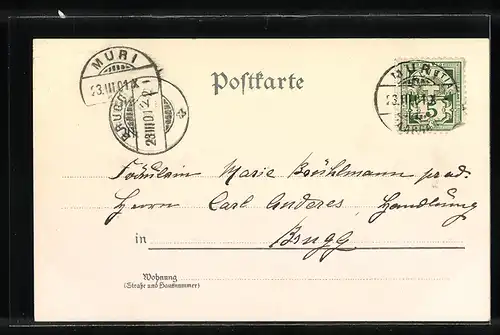 MURI
23.III.01.X
BRUGG
23.III.01.12
Postkarte
MURI
23.III.01.X
5
Fräulein Marie Brühlmann pad.
Herrn Carl Anderes, Handlung
in Brugg
Wohnung
(Straße und Hausnummer)